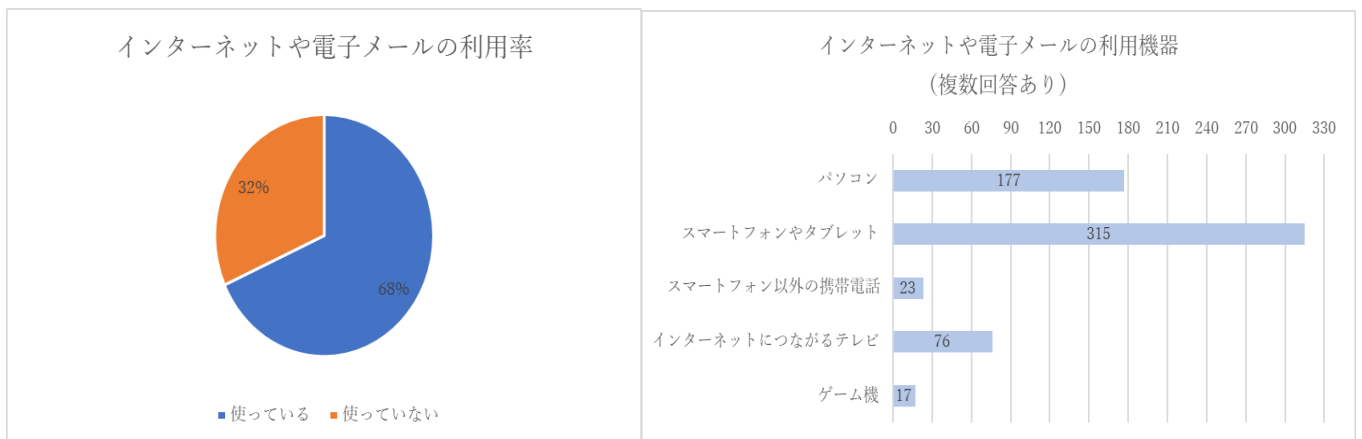 インターネットや電子メールの利用率
32%
68%
使っている 使っていない
インターネットや電子メールの利用機器
（複数回答あり）
0 30 60 90 120 150 180 210 240 270 300 330
パソコン 177
スマートフォンやタブレット 315
スマートフォン以外の携帯電話 23
インターネットにつながるテレビ 76
ゲーム機 17